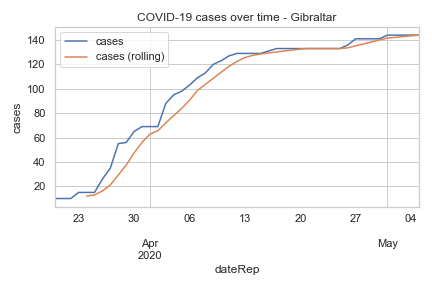 COVID-19 cases over time - Gibraltar
cases
cases (rolling)
140
120
100
80
60
40
20
cases
23 30 06 13 20 27 04
Apr May
2020
dateRep